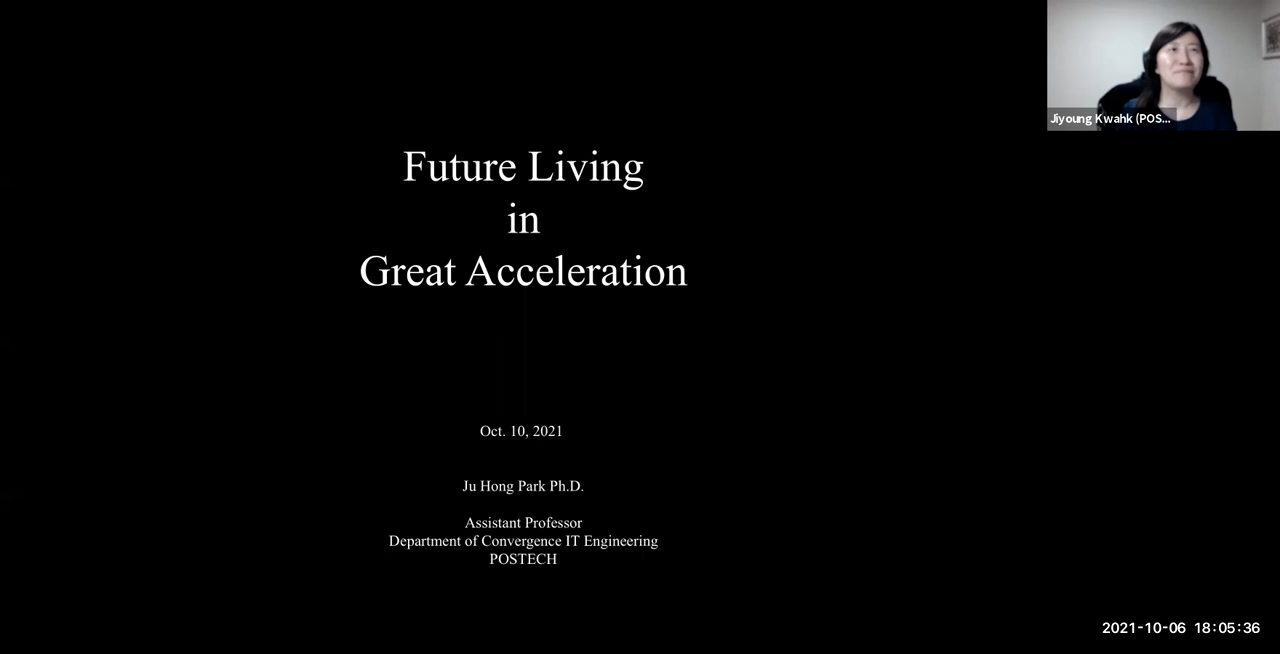 Jiyoung Kwahk (POS...
Future Living
in
Great Acceleration
Oct. 10, 2021
Ju Hong Park Ph.D.
Assistant Professor
Department of Convergence IT Engineering
POSTECH
2021-10-06 18:05:36